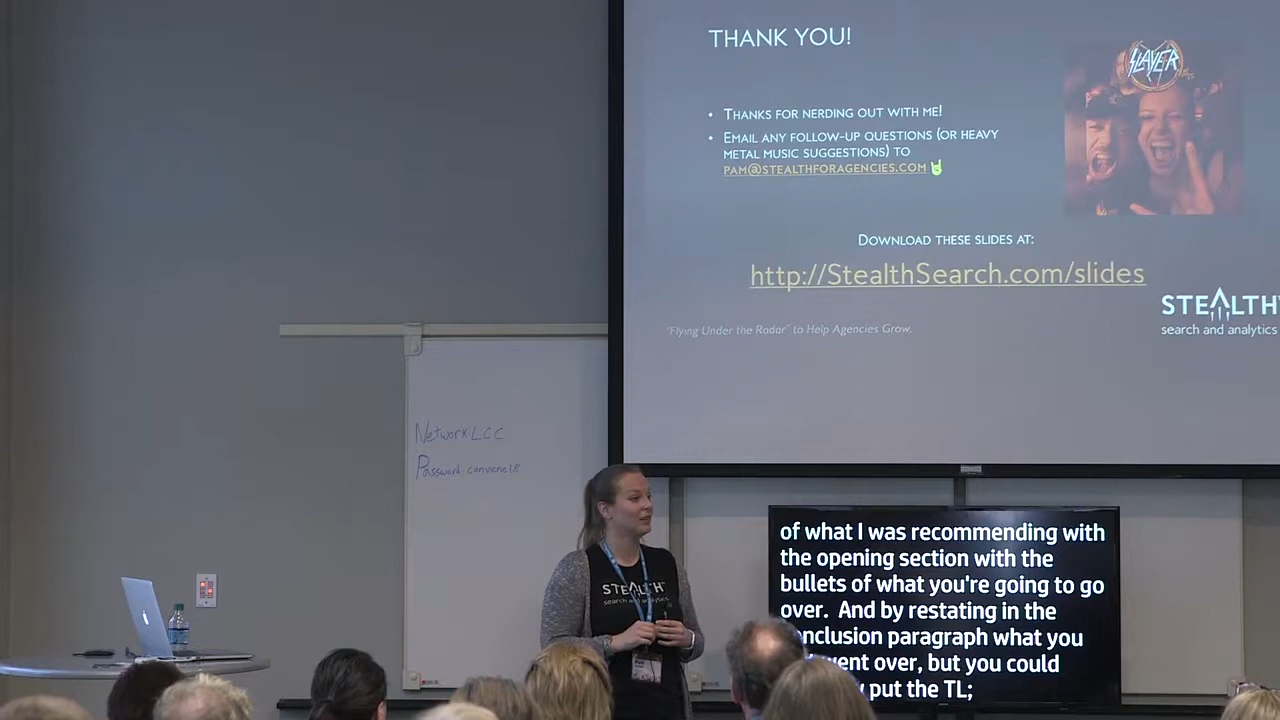 THANK YOU!
SLAYER
• THANKS FOR NERDING OUT WITH ME!
• EMAIL ANY FOLLOW-UP QUESTIONS (OR HEAVY
METAL MUSIC SUGGESTIONS) TO
PAM@STEALTHFORAGENCIES.COM
DOWNLOAD THESE SLIDES AT:
http://StealthSearch.com/slides
STEALTH
search and analytics
"Flying Under the Radar" to Help Agencies Grow.
Network: LCC
Password: convene18
STEALTH
search and analytics
of what I was recommending with
the opening section with the
bullets of what you're going to go
over. And by restating in the
conclusion paragraph what you
went over, but you could
put the TL;